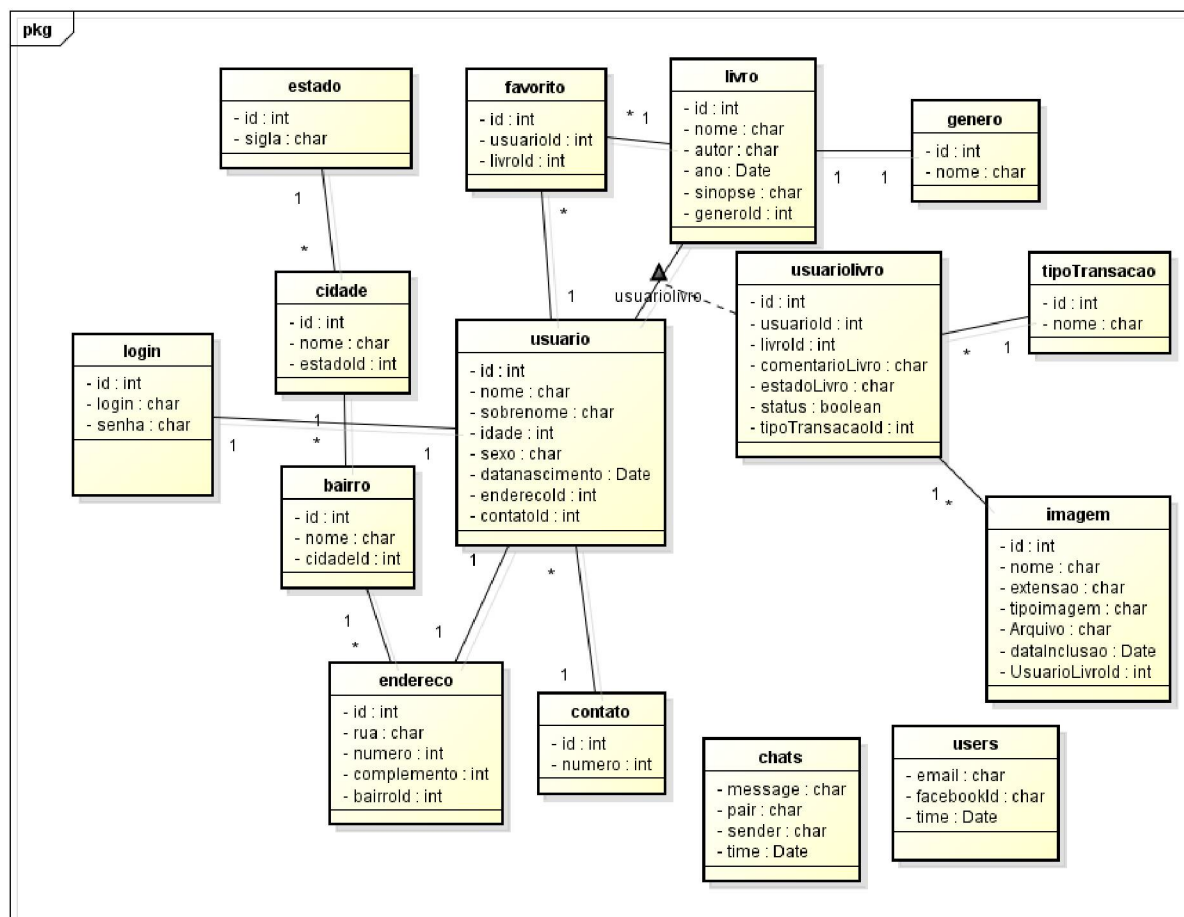 pkg
estado
- id : int
- sigla : char
favorito
- id : int
- usuarioId : int
- livroId : int
livro
- id : int
- nome : char
- autor : char
- ano : Date
- sinopse : char
- generoId : int
genero
- id : int
- nome : char
* 1
1 1
1
*
*
1
cidade
- id : int
- nome : char
- estadoId : int
usuariolivro
usuariolivro
- id : int
- usuarioId : int
- livroId : int
- comentarioLivro : char
- estadoLivro : char
- status : boolean
- tipoTransacaoId : int
tipoTransacao
- id : int
- nome : char
* 1
login
- id : int
- login : char
- senha : char
1 1
1
*
usuario
- id : int
- nome : char
- sobrenome : char
- idade : int
- sexo : char
- datanascimento : Date
- enderecoId : int
- contatoId : int
bairro
- id : int
- nome : char
- cidadeId : int
1
*
imagem
- id : int
- nome : char
- extensao : char
- tipoimagem : char
- Arquivo : char
- dataInclusao : Date
- UsuarioLivroId : int
1
*
1
1
*
1
endereco
- id : int
- rua : char
- numero : int
- complemento : int
- bairroId : int
contato
- id : int
- numero : int
chats
- message : char
- pair : char
- sender : char
- time : Date
users
- email : char
- facebookId : char
- time : Date